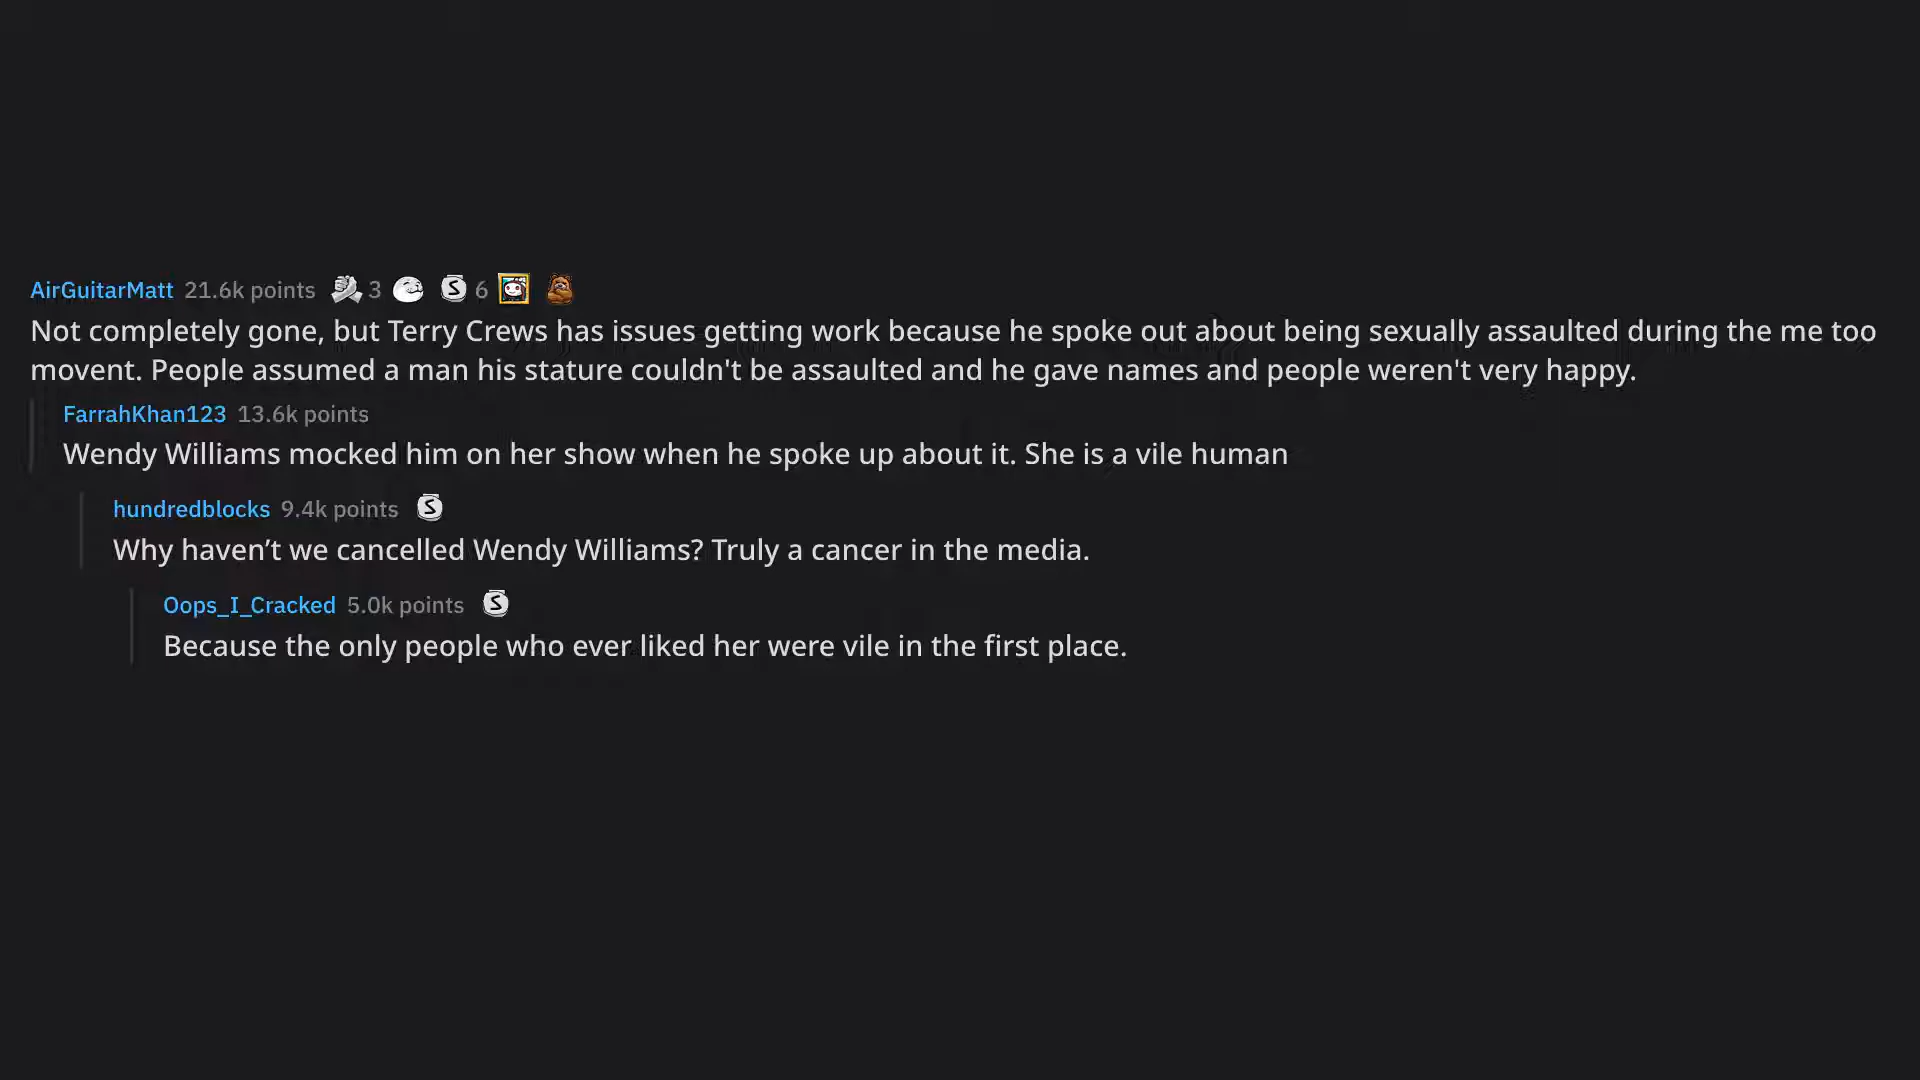 AirGuitarMatt 21.6k points 3 S 6
Not completely gone, but Terry Crews has issues getting work because he spoke out about being sexually assaulted during the me too
movent. People assumed a man his stature couldn't be assaulted and he gave names and people weren't very happy.
FarrahKhan123 13.6k points
Wendy Williams mocked him on her show when he spoke up about it. She is a vile human
hundredblocks 9.4k points S
Why haven’t we cancelled Wendy Williams? Truly a cancer in the media.
Oops_I_Cracked 5.0k points S
Because the only people who ever liked her were vile in the first place.